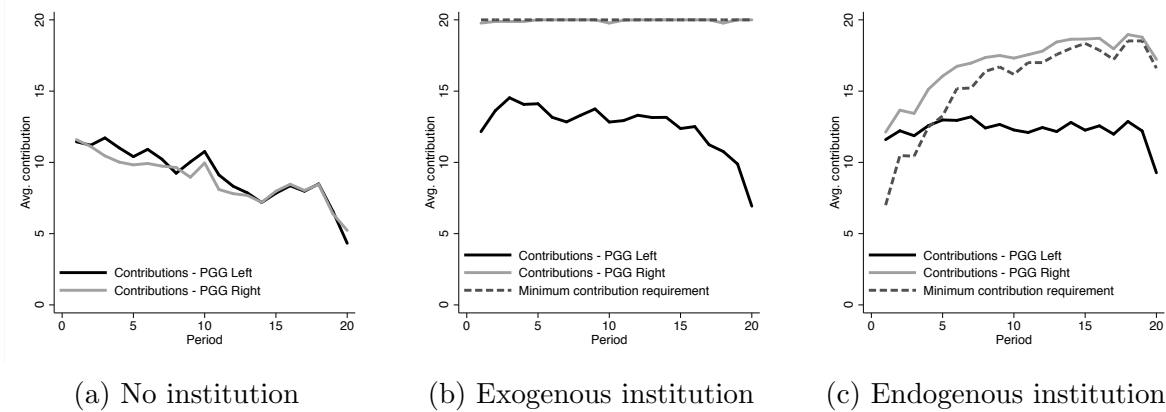 20
15
10
5
0
Avg. contribution
Contributions - PGG Left
Contributions - PGG Right
0 5 10 15 20
Period
(a) No institution
20
15
10
5
0
Avg. contribution
Contributions - PGG Left
Contributions - PGG Right
Minimum contribution requirement
0 5 10 15 20
Period
(b) Exogenous institution
20
15
10
5
0
Avg. contribution
Contributions - PGG Left
Contributions - PGG Right
Minimum contribution requirement
0 5 10 15 20
Period
(c) Endogenous institution